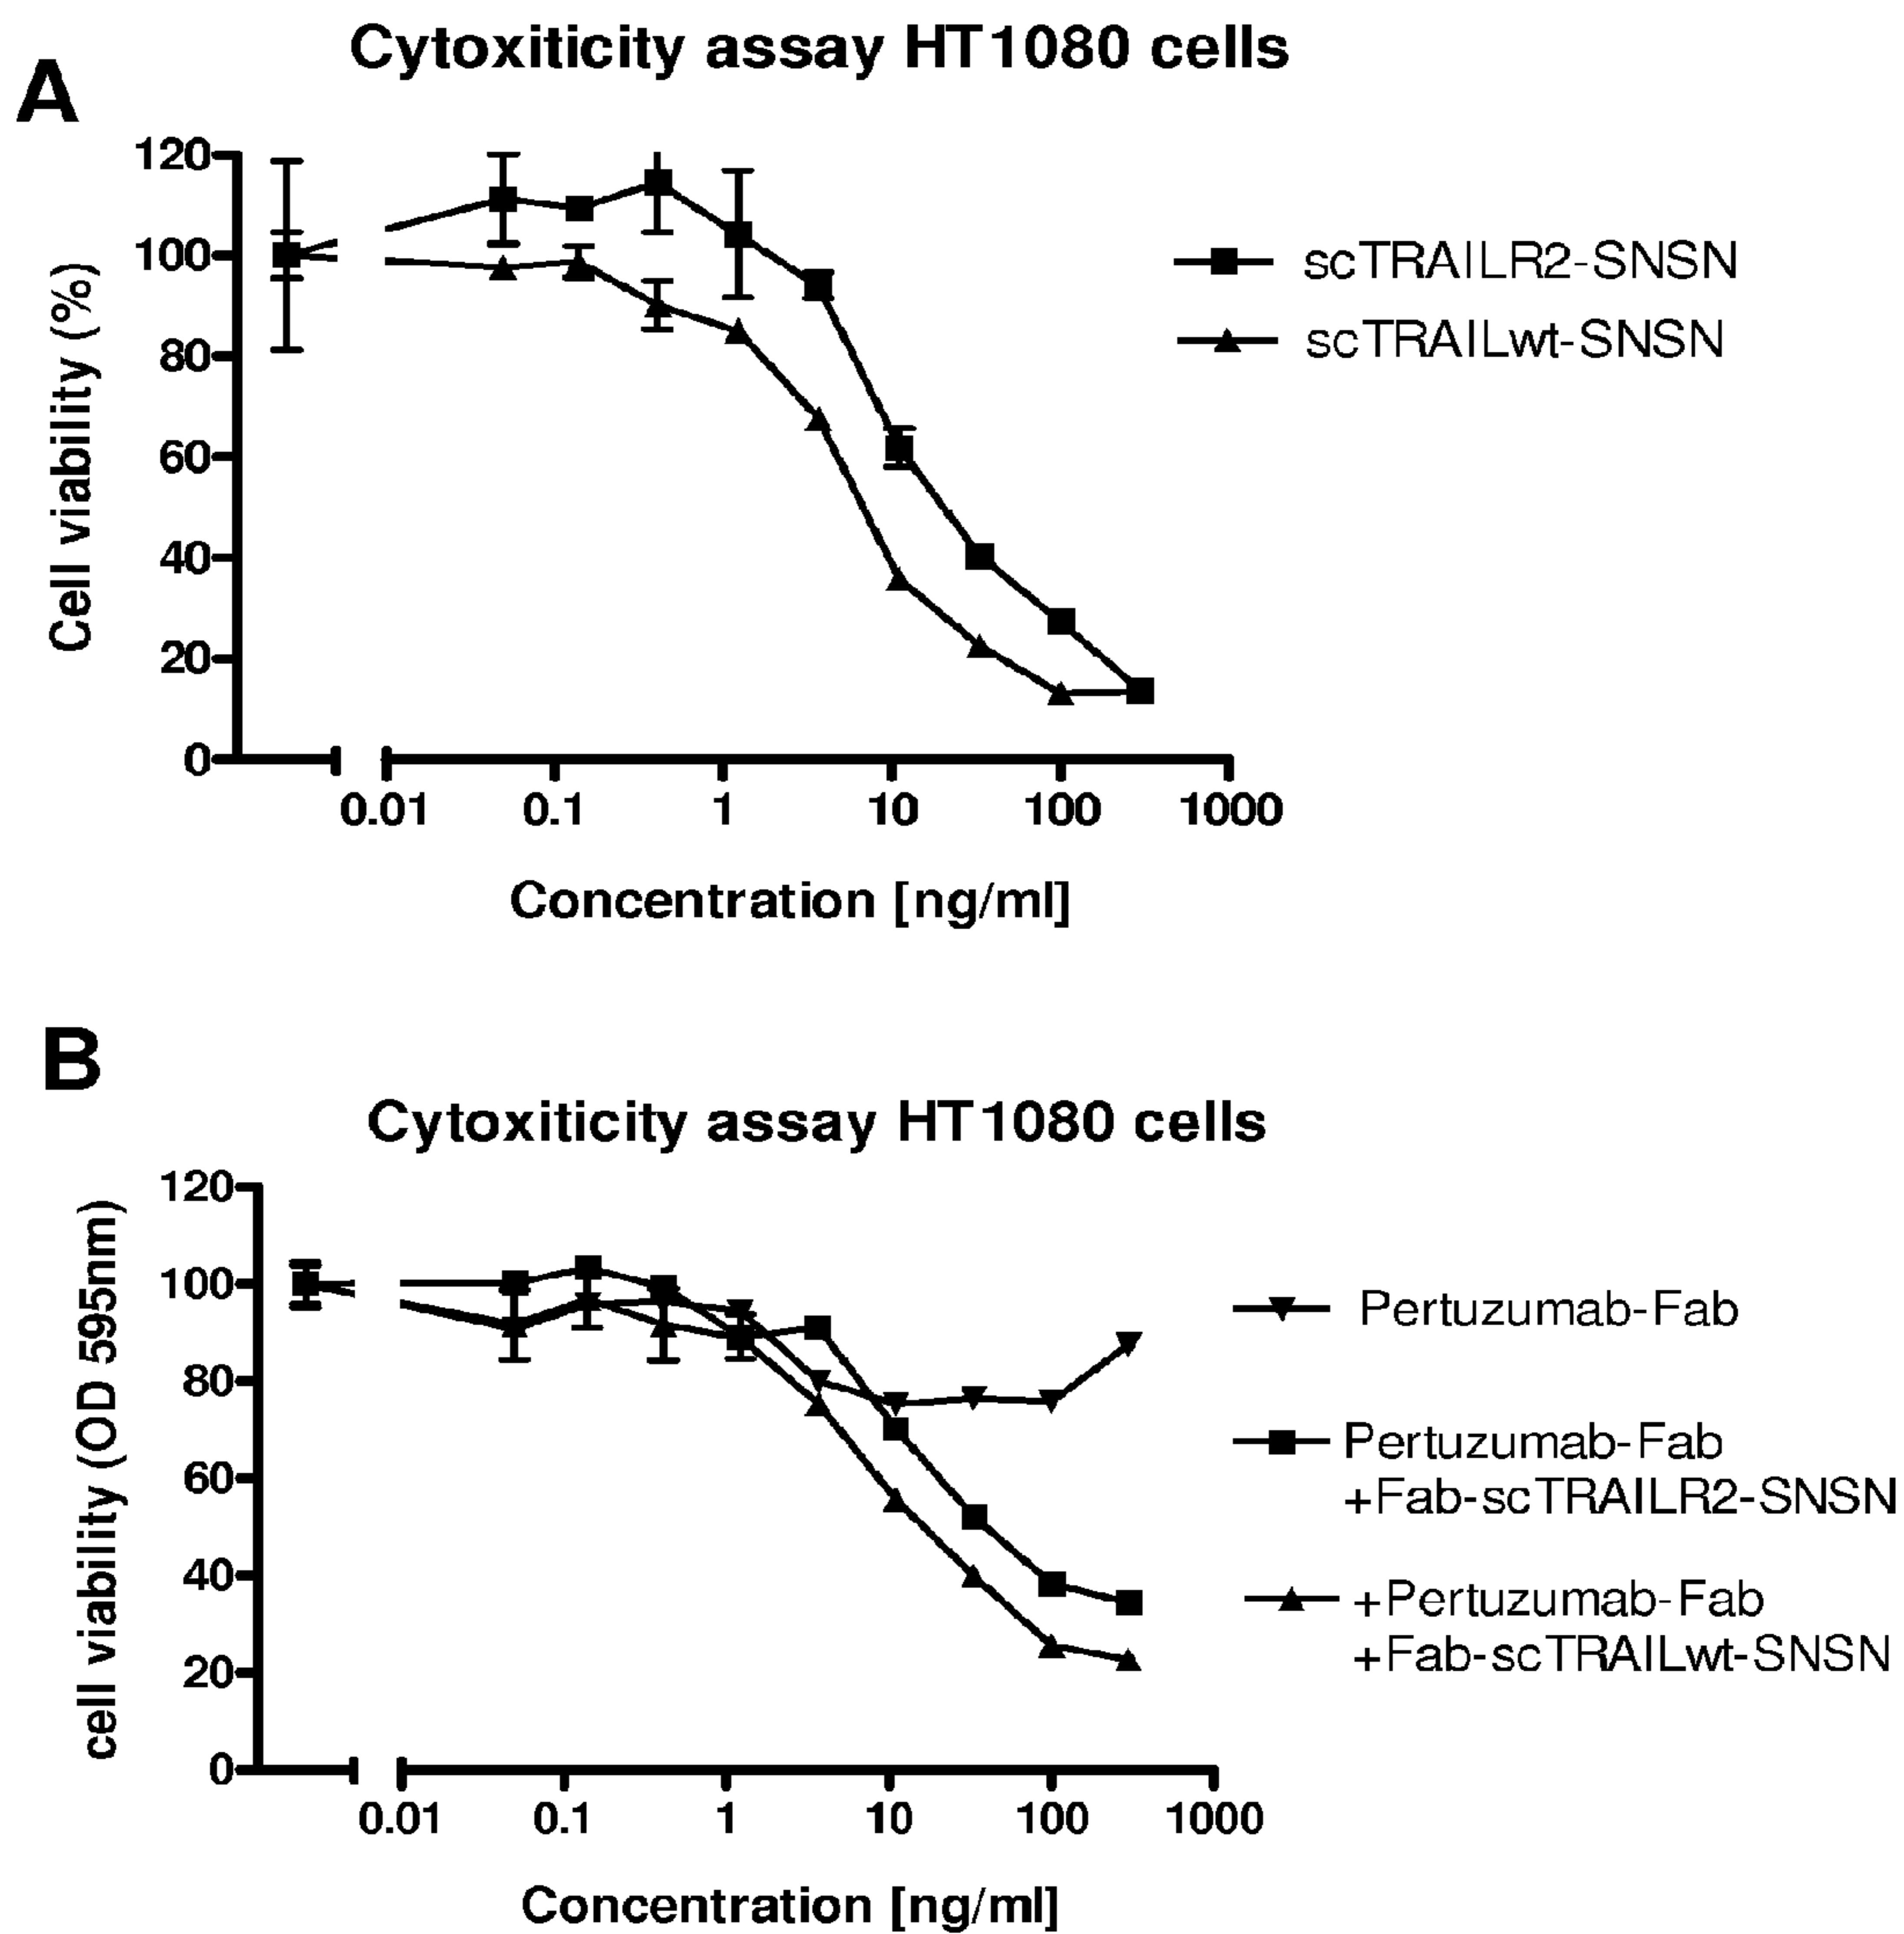 A
Cytoxiticity assay HT1080 cells
120
100
80
60
40
20
0
Cell viability (%)
0.01 0.1 1 10 100 1000
Concentration [ng/ml]
scTRAILR2-SNSN
scTRAILwt-SNSN
B
Cytoxiticity assay HT1080 cells
120
100
80
60
40
20
0
cell viability (OD 595nm)
0.01 0.1 1 10 100 1000
Concentration [ng/ml]
Pertuzumab-Fab
Pertuzumab-Fab
+Fab-scTRAILR2-SNSN
+Pertuzumab-Fab
+Fab-scTRAILwt-SNSN